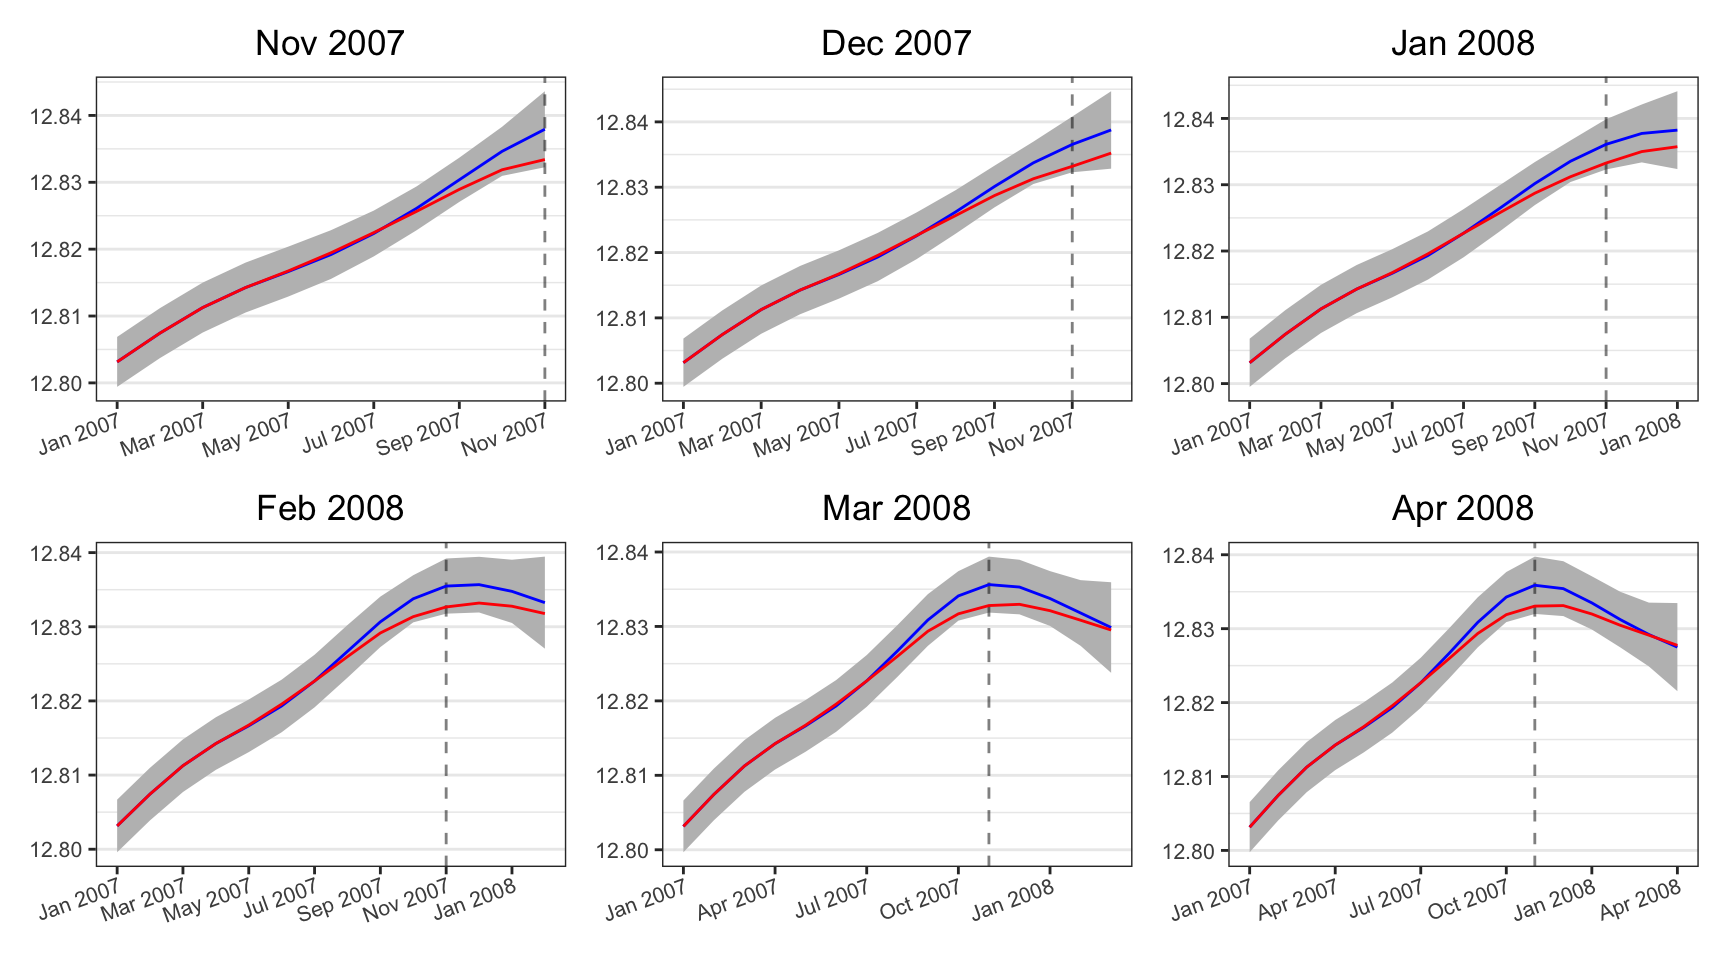 Nov 2007
Dec 2007
Jan 2008
12.84
12.83
12.82
12.81
12.80
Jan 2007
Mar 2007
May 2007
Jul 2007
Sep 2007
Nov 2007
12.84
12.83
12.82
12.81
12.80
Jan 2007
Mar 2007
May 2007
Jul 2007
Sep 2007
Nov 2007
12.84
12.83
12.82
12.81
12.80
Jan 2007
Mar 2007
May 2007
Jul 2007
Sep 2007
Nov 2007
Jan 2008
Feb 2008
Mar 2008
Apr 2008
12.84
12.83
12.82
12.81
12.80
Jan 2007
Mar 2007
May 2007
Jul 2007
Sep 2007
Nov 2007
Jan 2008
12.84
12.83
12.82
12.81
12.80
Jan 2007
Apr 2007
Jul 2007
Oct 2007
Jan 2008
12.84
12.83
12.82
12.81
12.80
Jan 2007
Apr 2007
Jul 2007
Oct 2007
Jan 2008
Apr 2008